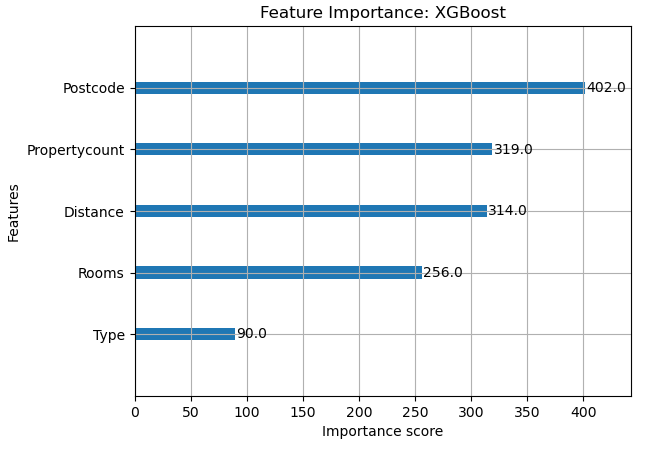 Feature Importance: XGBoost
Postcode 402.0
Propertycount 319.0
Distance 314.0
Rooms 256.0
Type 90.0
Features
0 50 100 150 200 250 300 350 400
Importance score